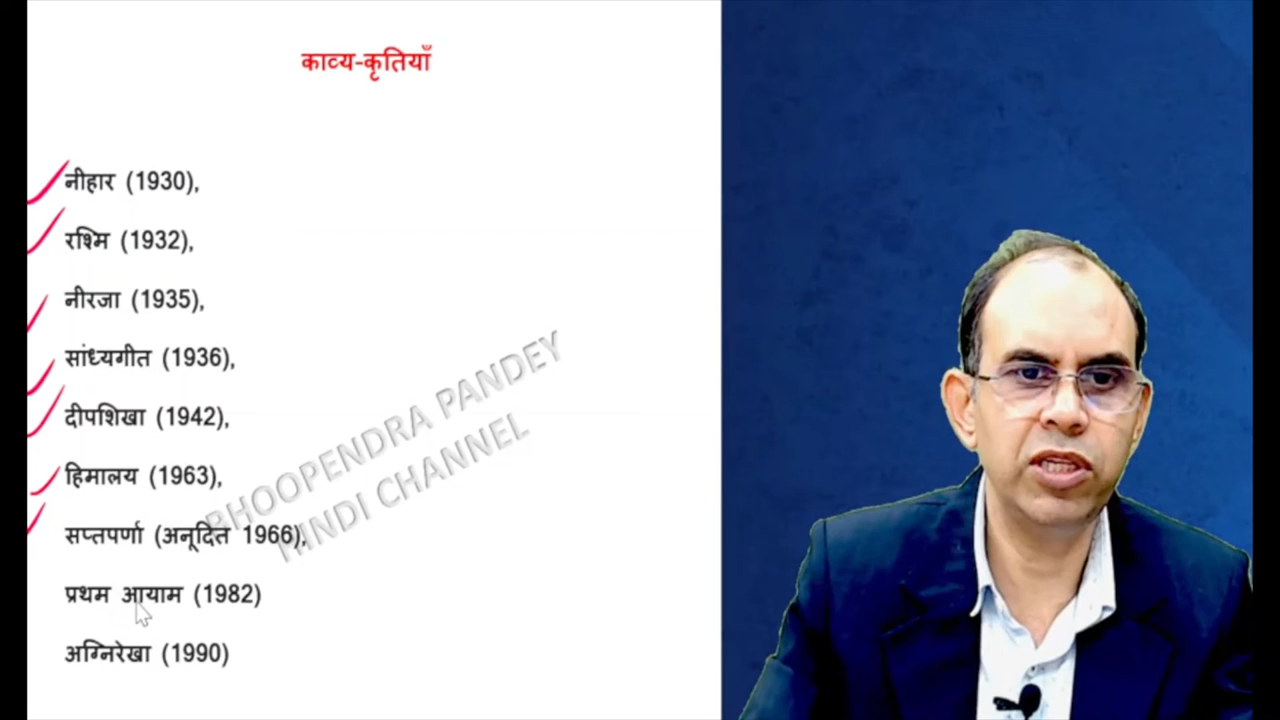 काव्य-कृतियाँ
नीहार (1930),
रश्मि (1932),
नीरजा (1935),
सांध्यगीत (1936),
दीपशिखा (1942),
हिमालय (1963),
सप्तपर्णा (अनूदित 1966),
प्रथम आयाम (1982)
अग्निरेखा (1990)
BHOOPENDRA PANDEY
HINDI CHANNEL